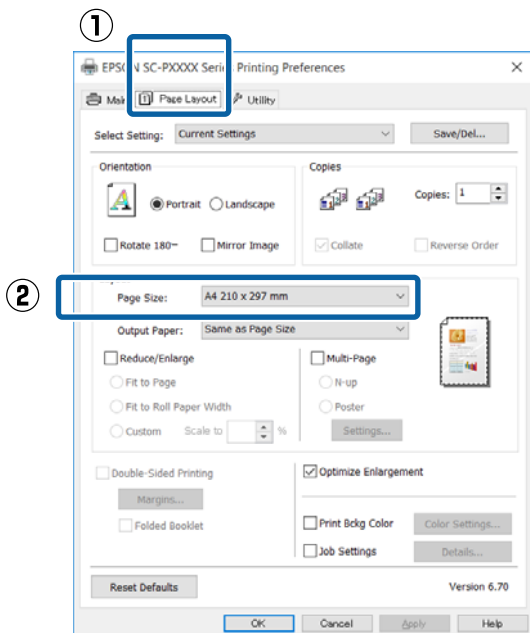 ①
EPSON SC-PXXXX Series Printing Preferences
Main Page Layout Utility
Select Setting: Current Settings Save/Del...
Orientation Copies
Portrait Landscape Copies: 1
Rotate 180° Mirror Image Collate Reverse Order
②
Page Size: A4 210 x 297 mm
Output Paper: Same as Page Size
Reduce/Enlarge Multi-Page
Fit to Page N-up
Fit to Roll Paper Width Poster
Custom Scale to % Settings...
Double-Sided Printing Optimize Enlargement
Margins...
Folded Booklet Print Bckg Color Color Settings...
Job Settings Details...
Reset Defaults Version 6.70
OK Cancel Apply Help